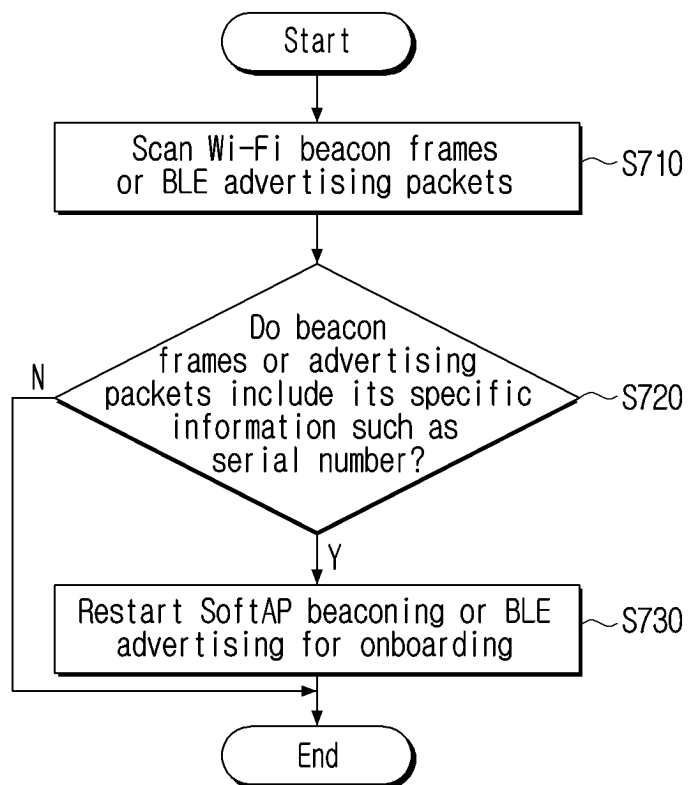 Start
Scan Wi-Fi beacon frames
or BLE advertising packets
S710
Do beacon
frames or advertising
packets include its specific
information such as
serial number?
N
S720
Y
Restart SoftAP beaconing or BLE
advertising for onboarding
S730
End